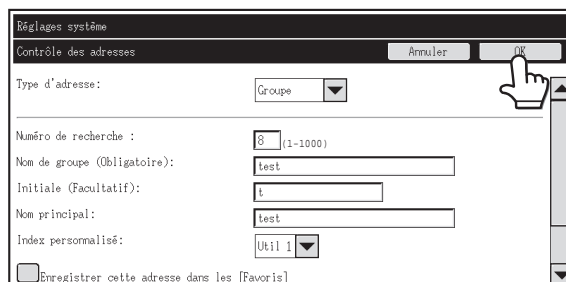 Réglages système
Contrôle des adresses Annuler OK
Type d'adresse: Groupe
Numéro de recherche : 8 (1-1000)
Nom de groupe (Obligatoire): test
Initiale (Facultatif): t
Nom principal: test
Index personnalisé: Util 1
Enregistrer cette adresse dans les [Favoris]